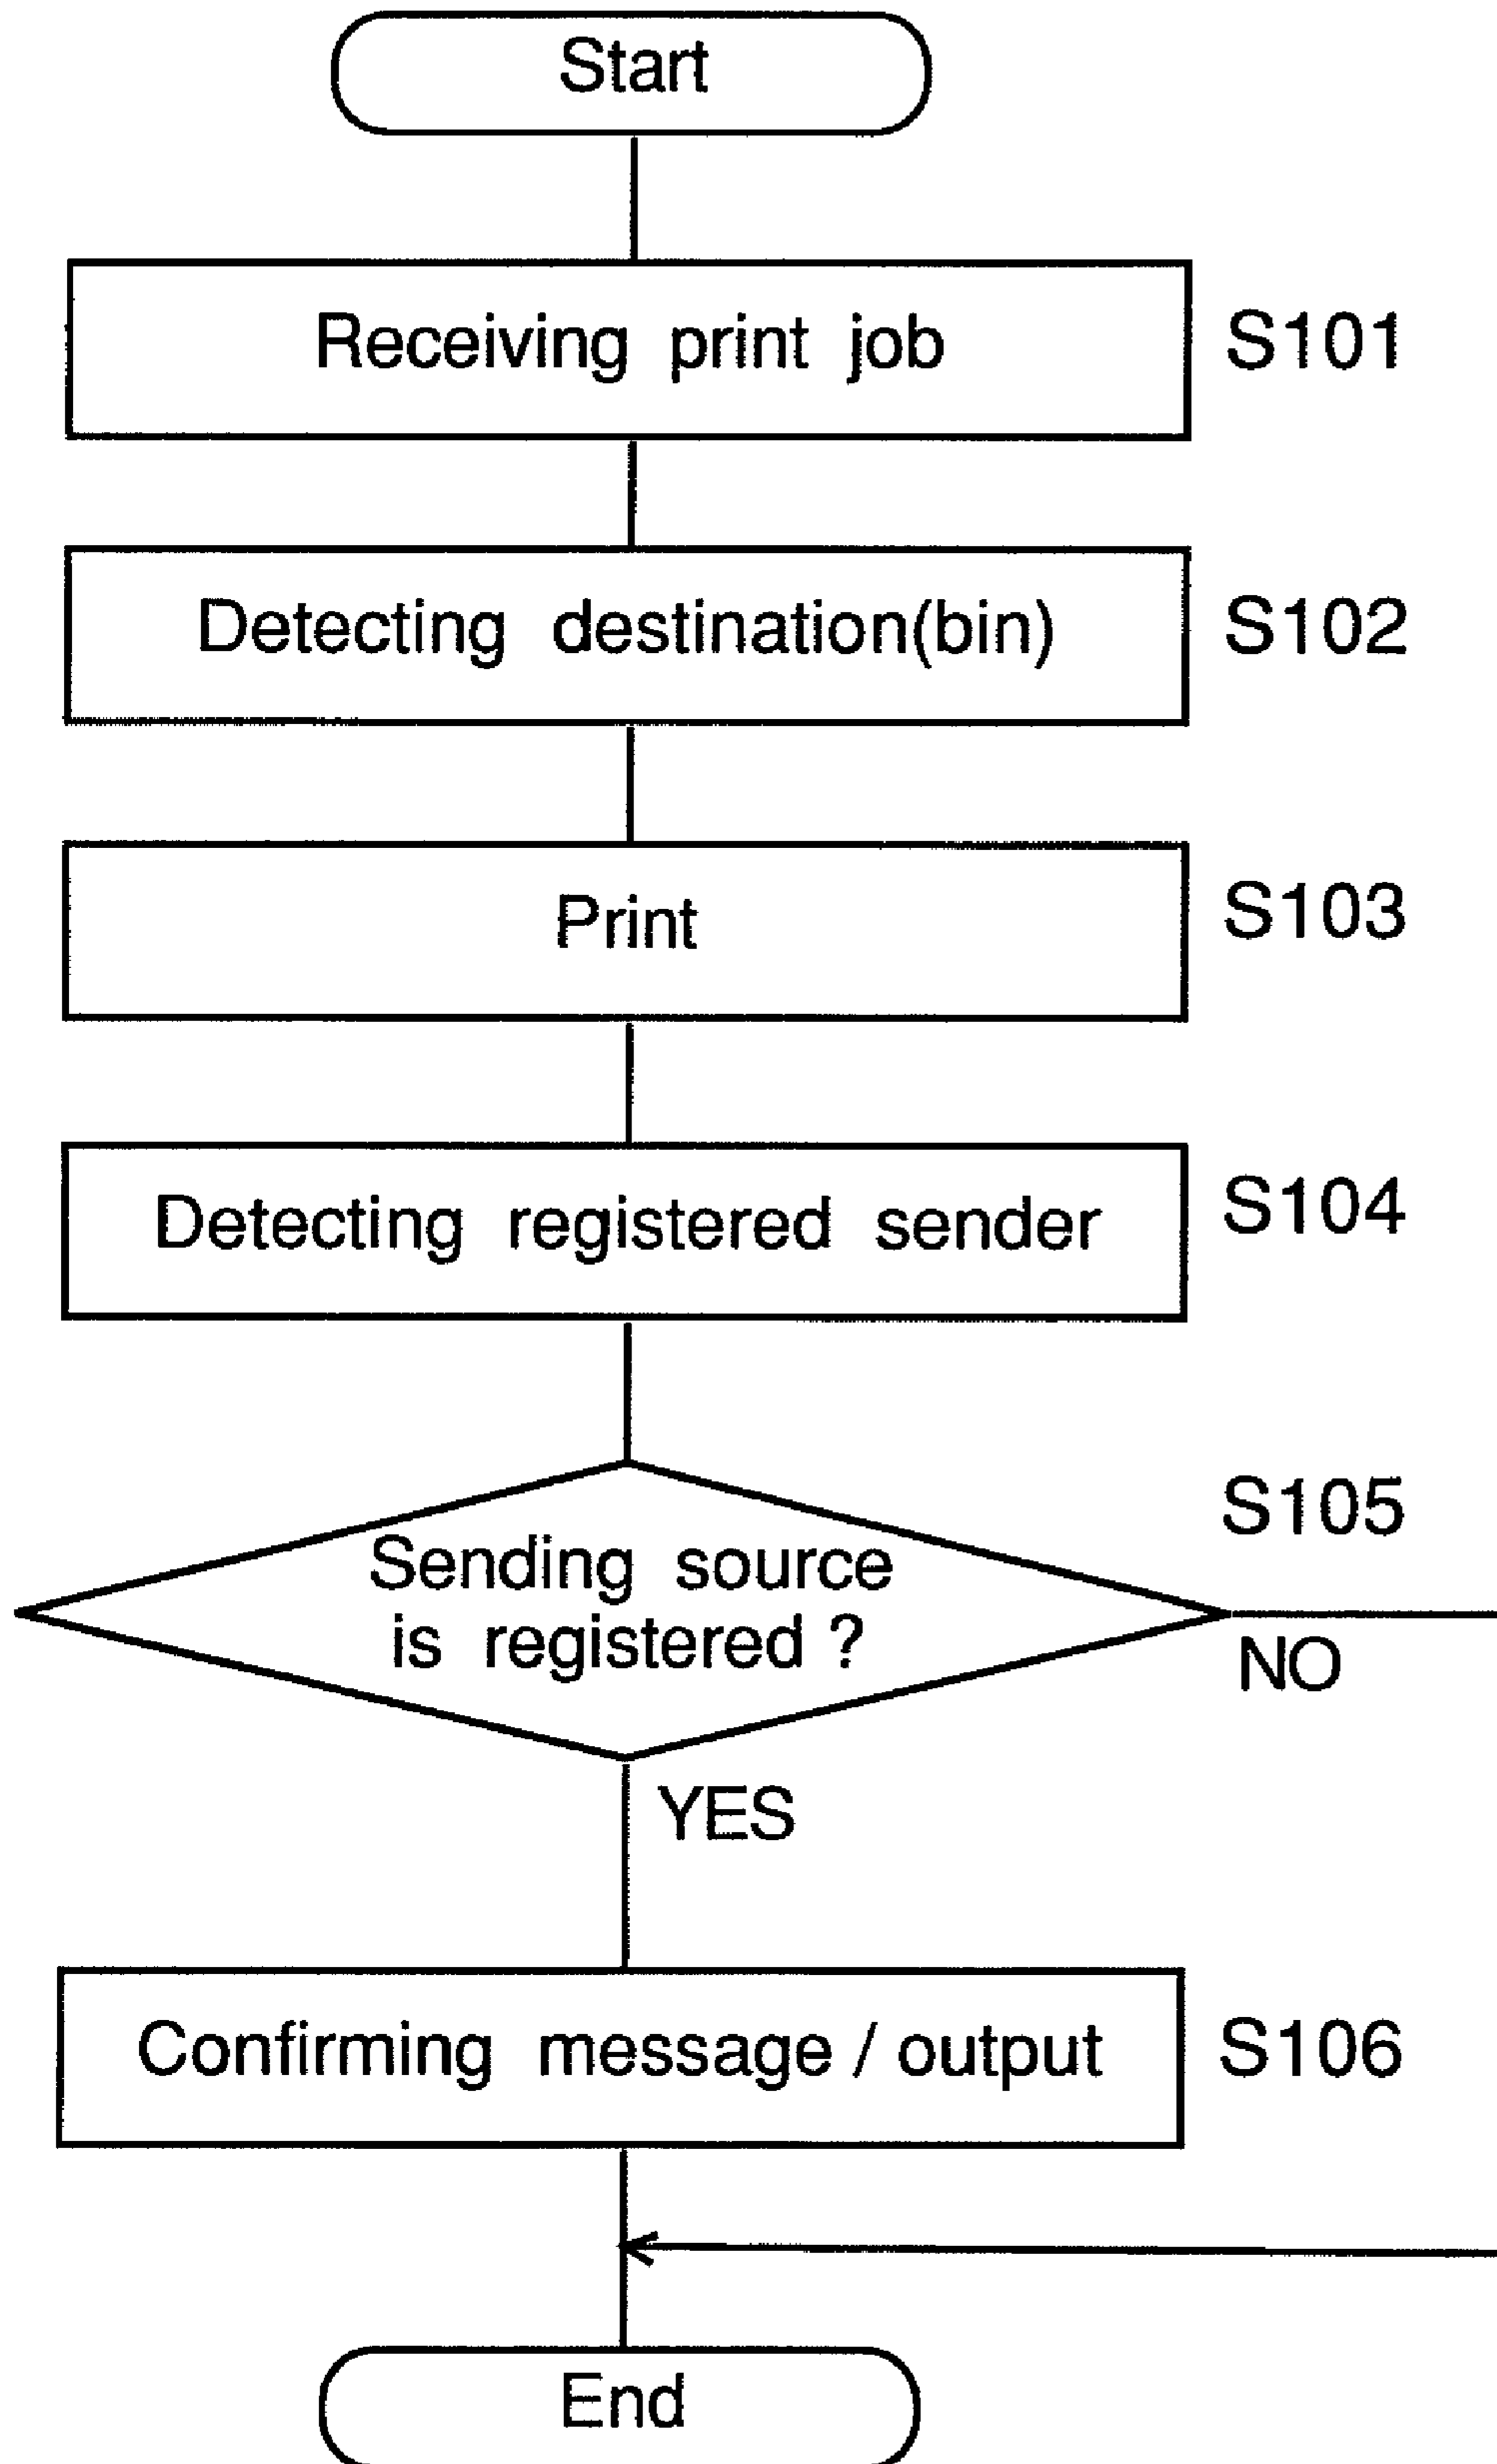 Start
Receiving print job
S101
Detecting destination(bin)
S102
Print
S103
Detecting registered sender
S104
S105
Sending source
is registered ?
NO
YES
Confirming message / output
S106
End